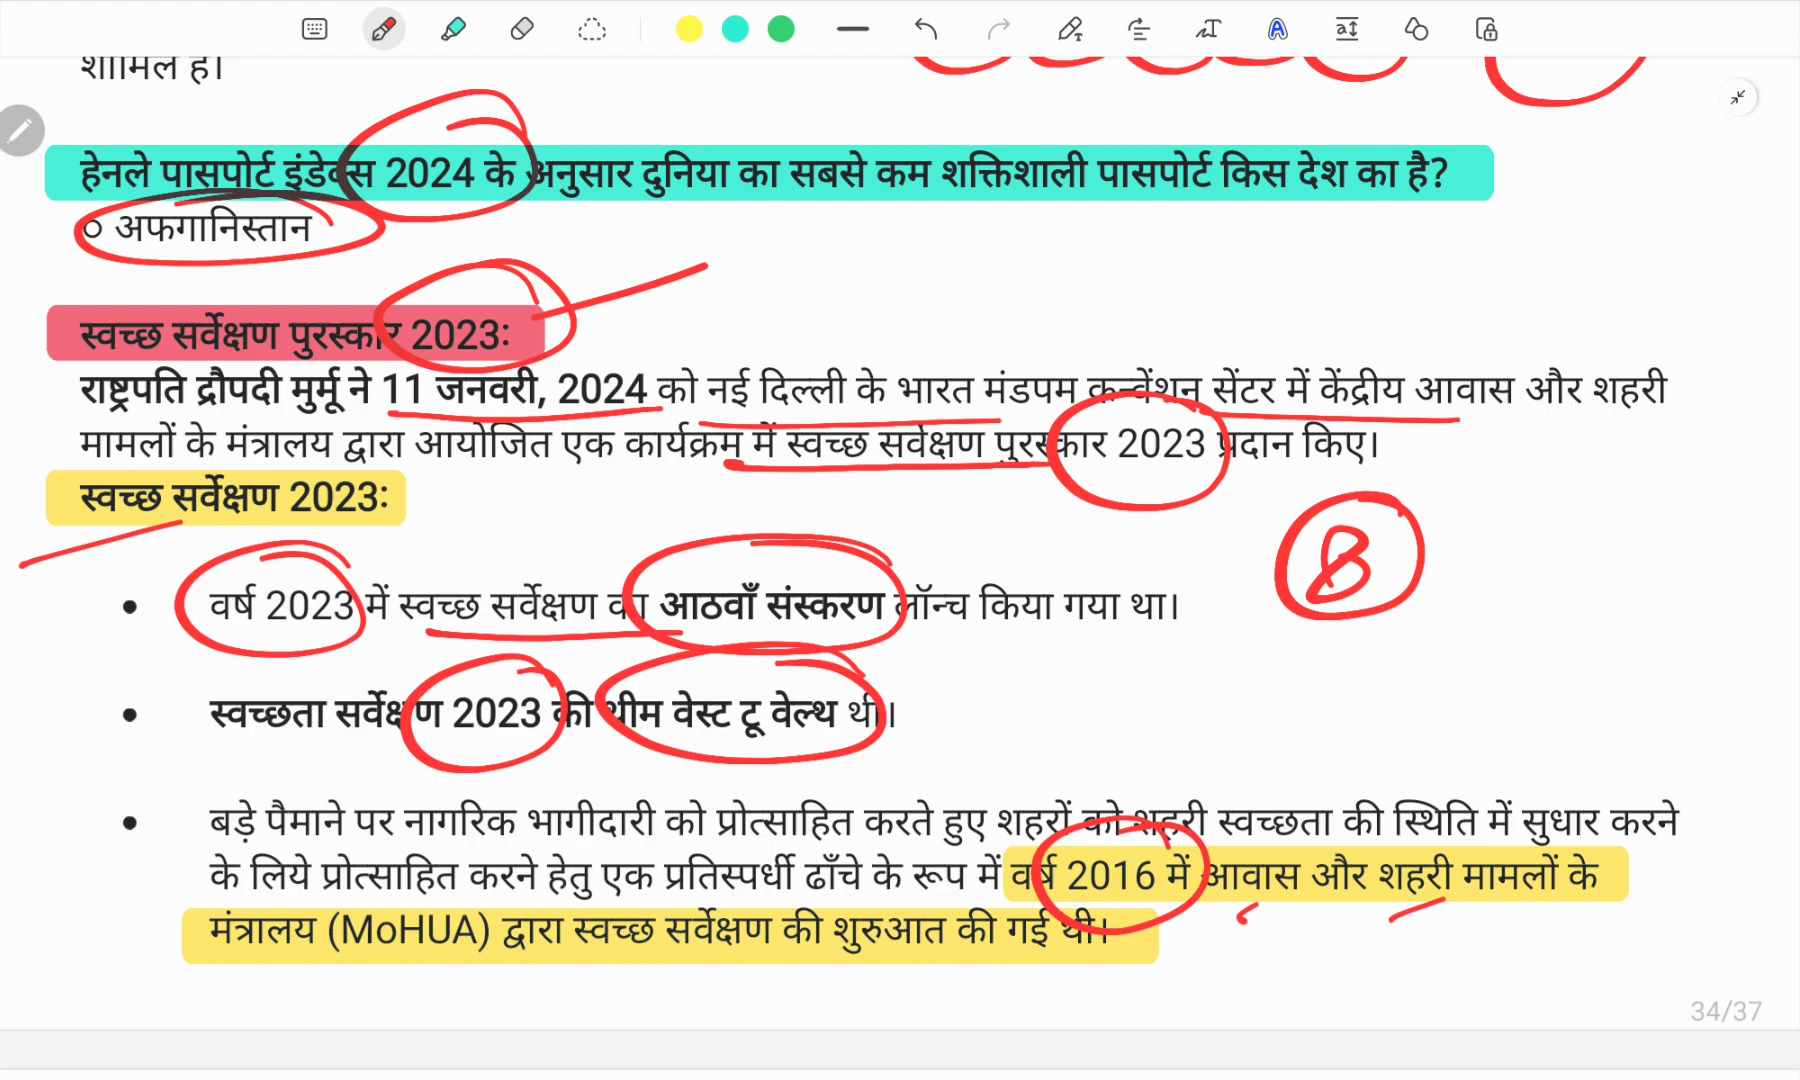 शामिल है।
हेनले पासपोर्ट इंडेक्स 2024 के अनुसार दुनिया का सबसे कम शक्तिशाली पासपोर्ट किस देश का है?
○ अफगानिस्तान
स्वच्छ सर्वेक्षण पुरस्कार 2023:
राष्ट्रपति द्रौपदी मुर्मू ने 11 जनवरी, 2024 को नई दिल्ली के भारत मंडपम कन्वेंशन सेंटर में केंद्रीय आवास और शहरी
मामलों के मंत्रालय द्वारा आयोजित एक कार्यक्रम में स्वच्छ सर्वेक्षण पुरस्कार 2023 प्रदान किए।
स्वच्छ सर्वेक्षण 2023:
8
• वर्ष 2023 में स्वच्छ सर्वेक्षण का आठवाँ संस्करण लॉन्च किया गया था।
• स्वच्छता सर्वेक्षण 2023 की थीम वेस्ट टू वेल्थ थी।
• बड़े पैमाने पर नागरिक भागीदारी को प्रोत्साहित करते हुए शहरों को शहरी स्वच्छता की स्थिति में सुधार करने
के लिये प्रोत्साहित करने हेतु एक प्रतिस्पर्धी ढाँचे के रूप में वर्ष 2016 में आवास और शहरी मामलों के
मंत्रालय (MoHUA) द्वारा स्वच्छ सर्वेक्षण की शुरुआत की गई थी।
34/37